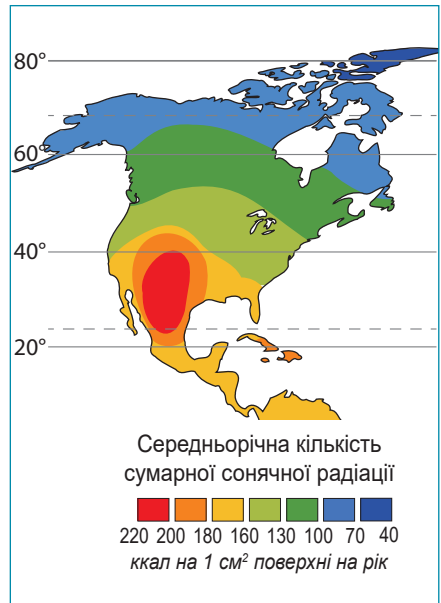 80°
60°
40°
20°
Середньорічна кількість
сумарної сонячної радіації
220 200 180 160 130 100 70 40
ккал на 1 см² поверхні на рік